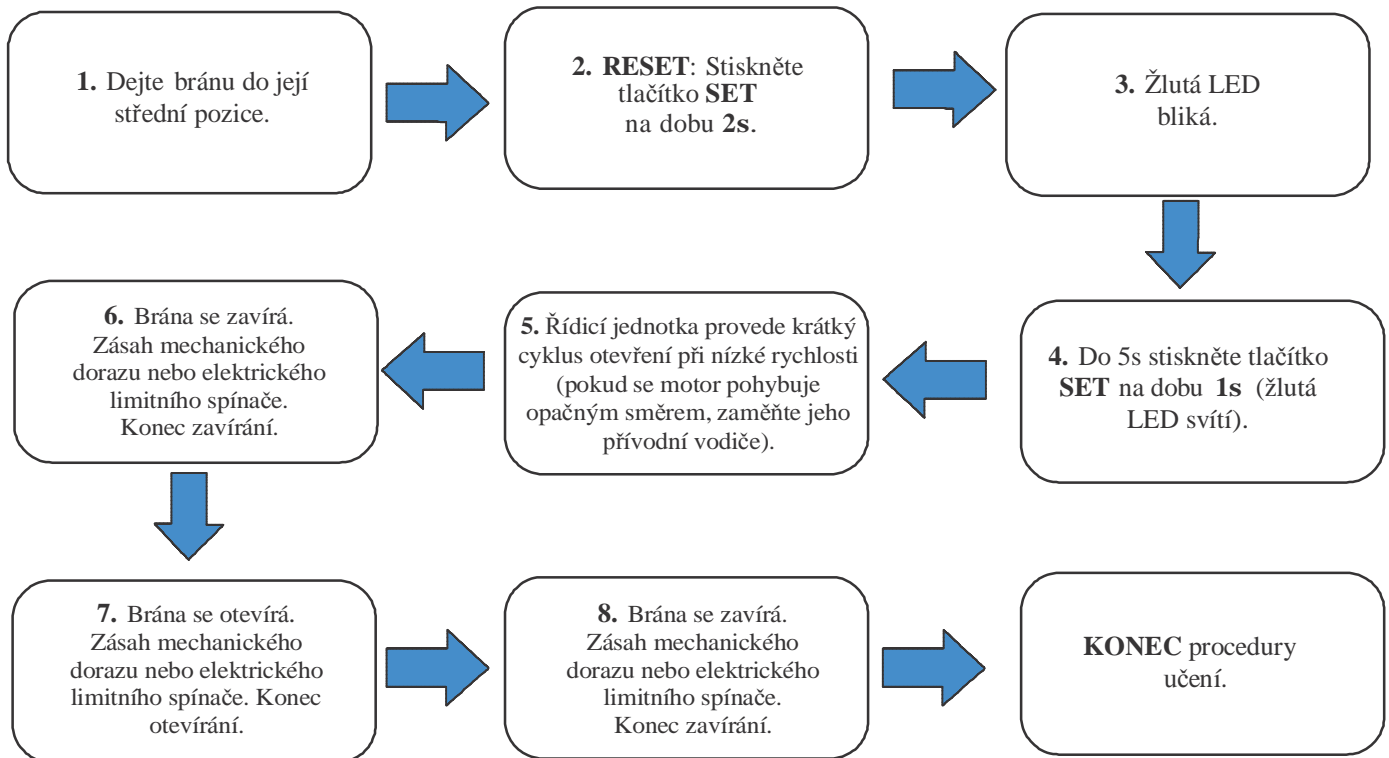 1. Dejte bránu do její
střední pozice.
2. RESET: Stiskněte
tlačítko SET
na dobu 2s.
3. Žlutá LED
bliká.
4. Do 5s stiskněte tlačítko
SET na dobu 1s (žlutá
LED svítí).
5. Řídicí jednotka provede krátký
cyklus otevření při nízké rychlosti
(pokud se motor pohybuje
opačným směrem, zaměňte jeho
přívodní vodiče).
6. Brána se zavírá.
Zásah mechanického
dorazu nebo elektrického
limitního spínače.
Konec zavírání.
7. Brána se otevírá.
Zásah mechanického
dorazu nebo elektrického
limitního spínače. Konec
otevírání.
8. Brána se zavírá.
Zásah mechanického
dorazu nebo elektrického
limitního spínače.
Konec zavírání.
KONEC procedury
učení.